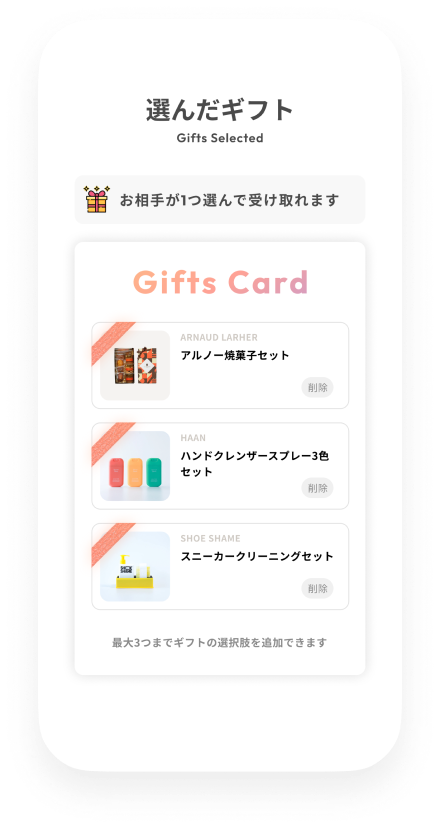 選んだギフト
Gifts Selected
お相手が1つ選んで受け取れます
Gifts Card
ARNAUD LARHER
アルノー焼菓子セット
削除
HAAN
ハンドクレンザースプレー3色
セット
削除
SHOE SHAME
スニーカークリーニングセット
削除
最大3つまでギフトの選択肢を追加できます